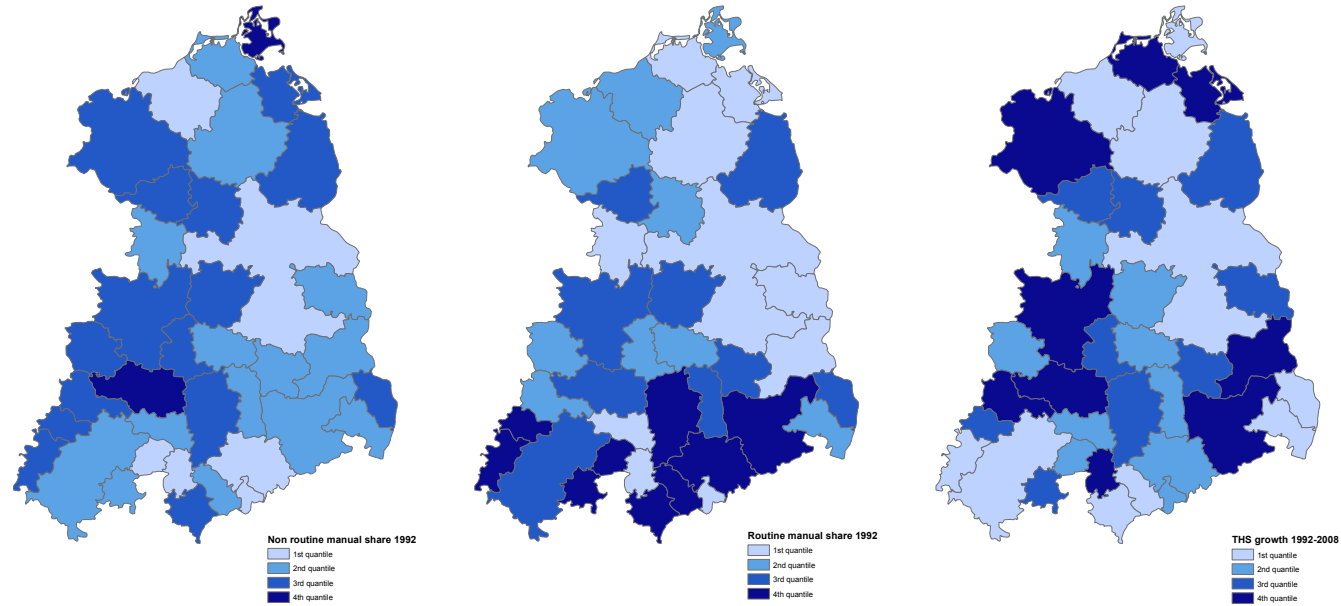 Non routine manual share 1992
1st quantile
2nd quantile
3rd quantile
4th quantile
Routine manual share 1992
1st quantile
2nd quantile
3rd quantile
4th quantile
THS growth 1992-2008
1st quantile
2nd quantile
3rd quantile
4th quantile